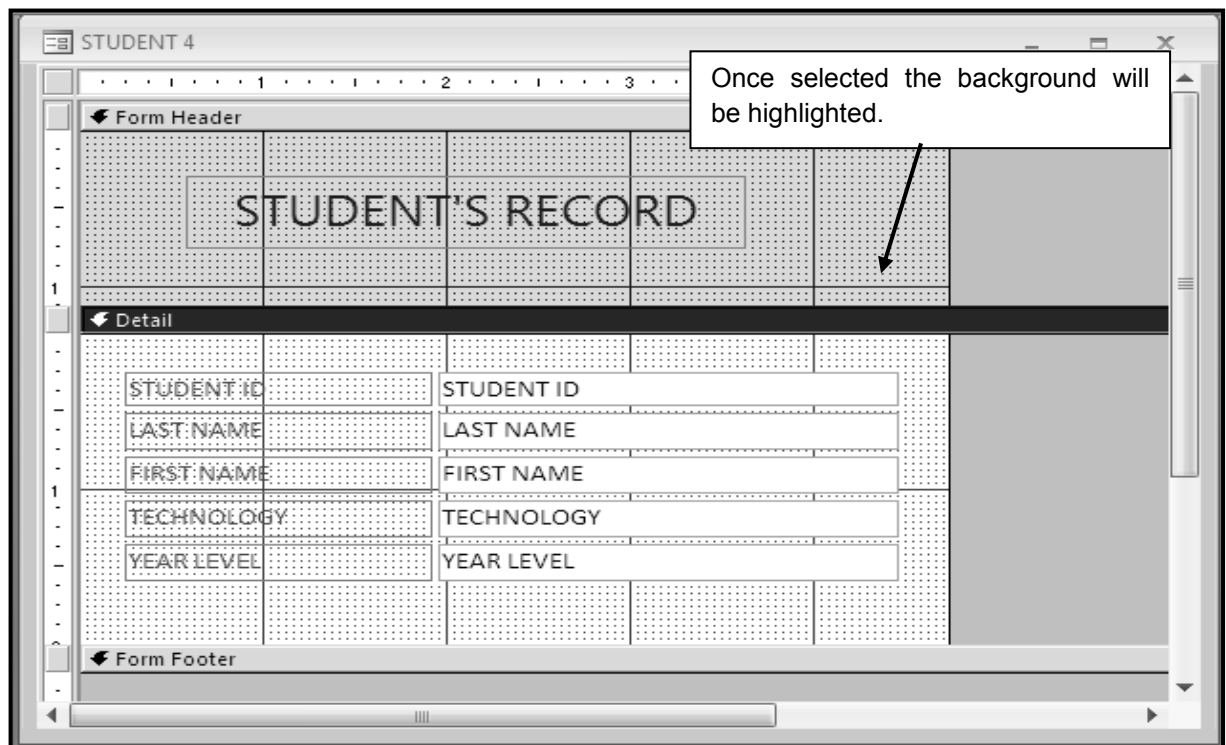 STUDENT 4
Once selected the background will
be highlighted.
1 2 3
Form Header
STUDENT'S RECORD
1
Detail
STUDENT ID STUDENT ID
LAST NAME LAST NAME
FIRST NAME FIRST NAME
1
TECHNOLOGY TECHNOLOGY
YEAR LEVEL YEAR LEVEL
Form Footer